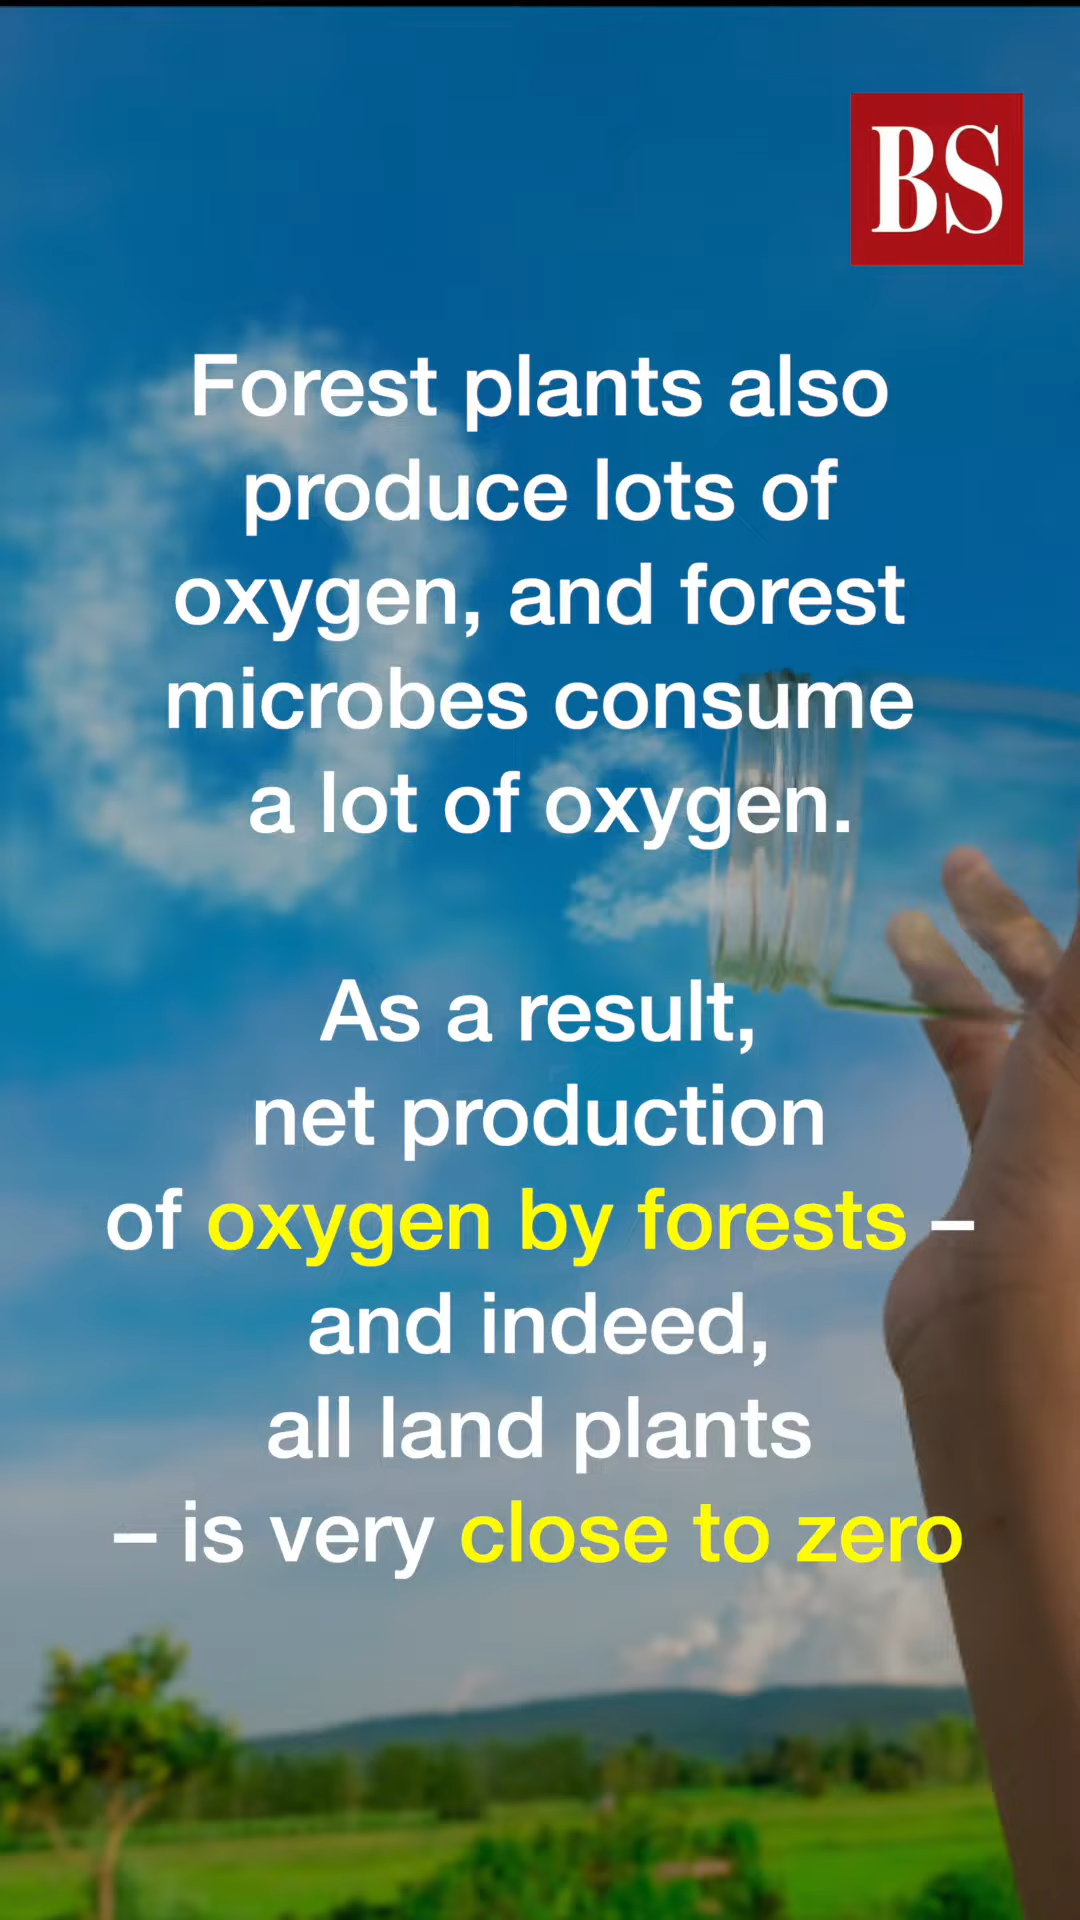 BS
Forest plants also
produce lots of
oxygen, and forest
microbes consume
a lot of oxygen.
As a result,
net production
of oxygen by forests –
and indeed,
all land plants
– is very close to zero